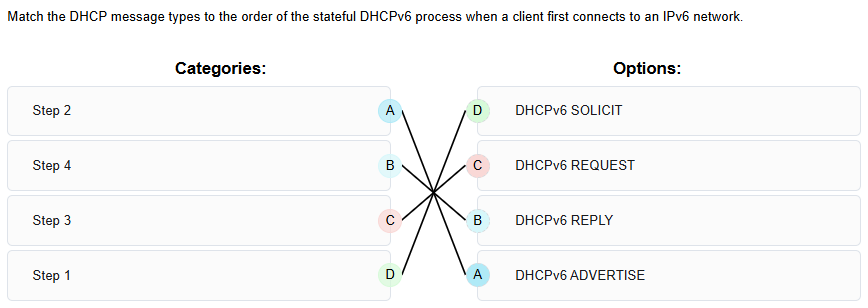 Match the DHCP message types to the order of the stateful DHCPv6 process when a client first connects to an IPv6 network.
Categories: Options:
Step 2 A D DHCPv6 SOLICIT
Step 4 B C DHCPv6 REQUEST
Step 3 C B DHCPv6 REPLY
Step 1 D A DHCPv6 ADVERTISE